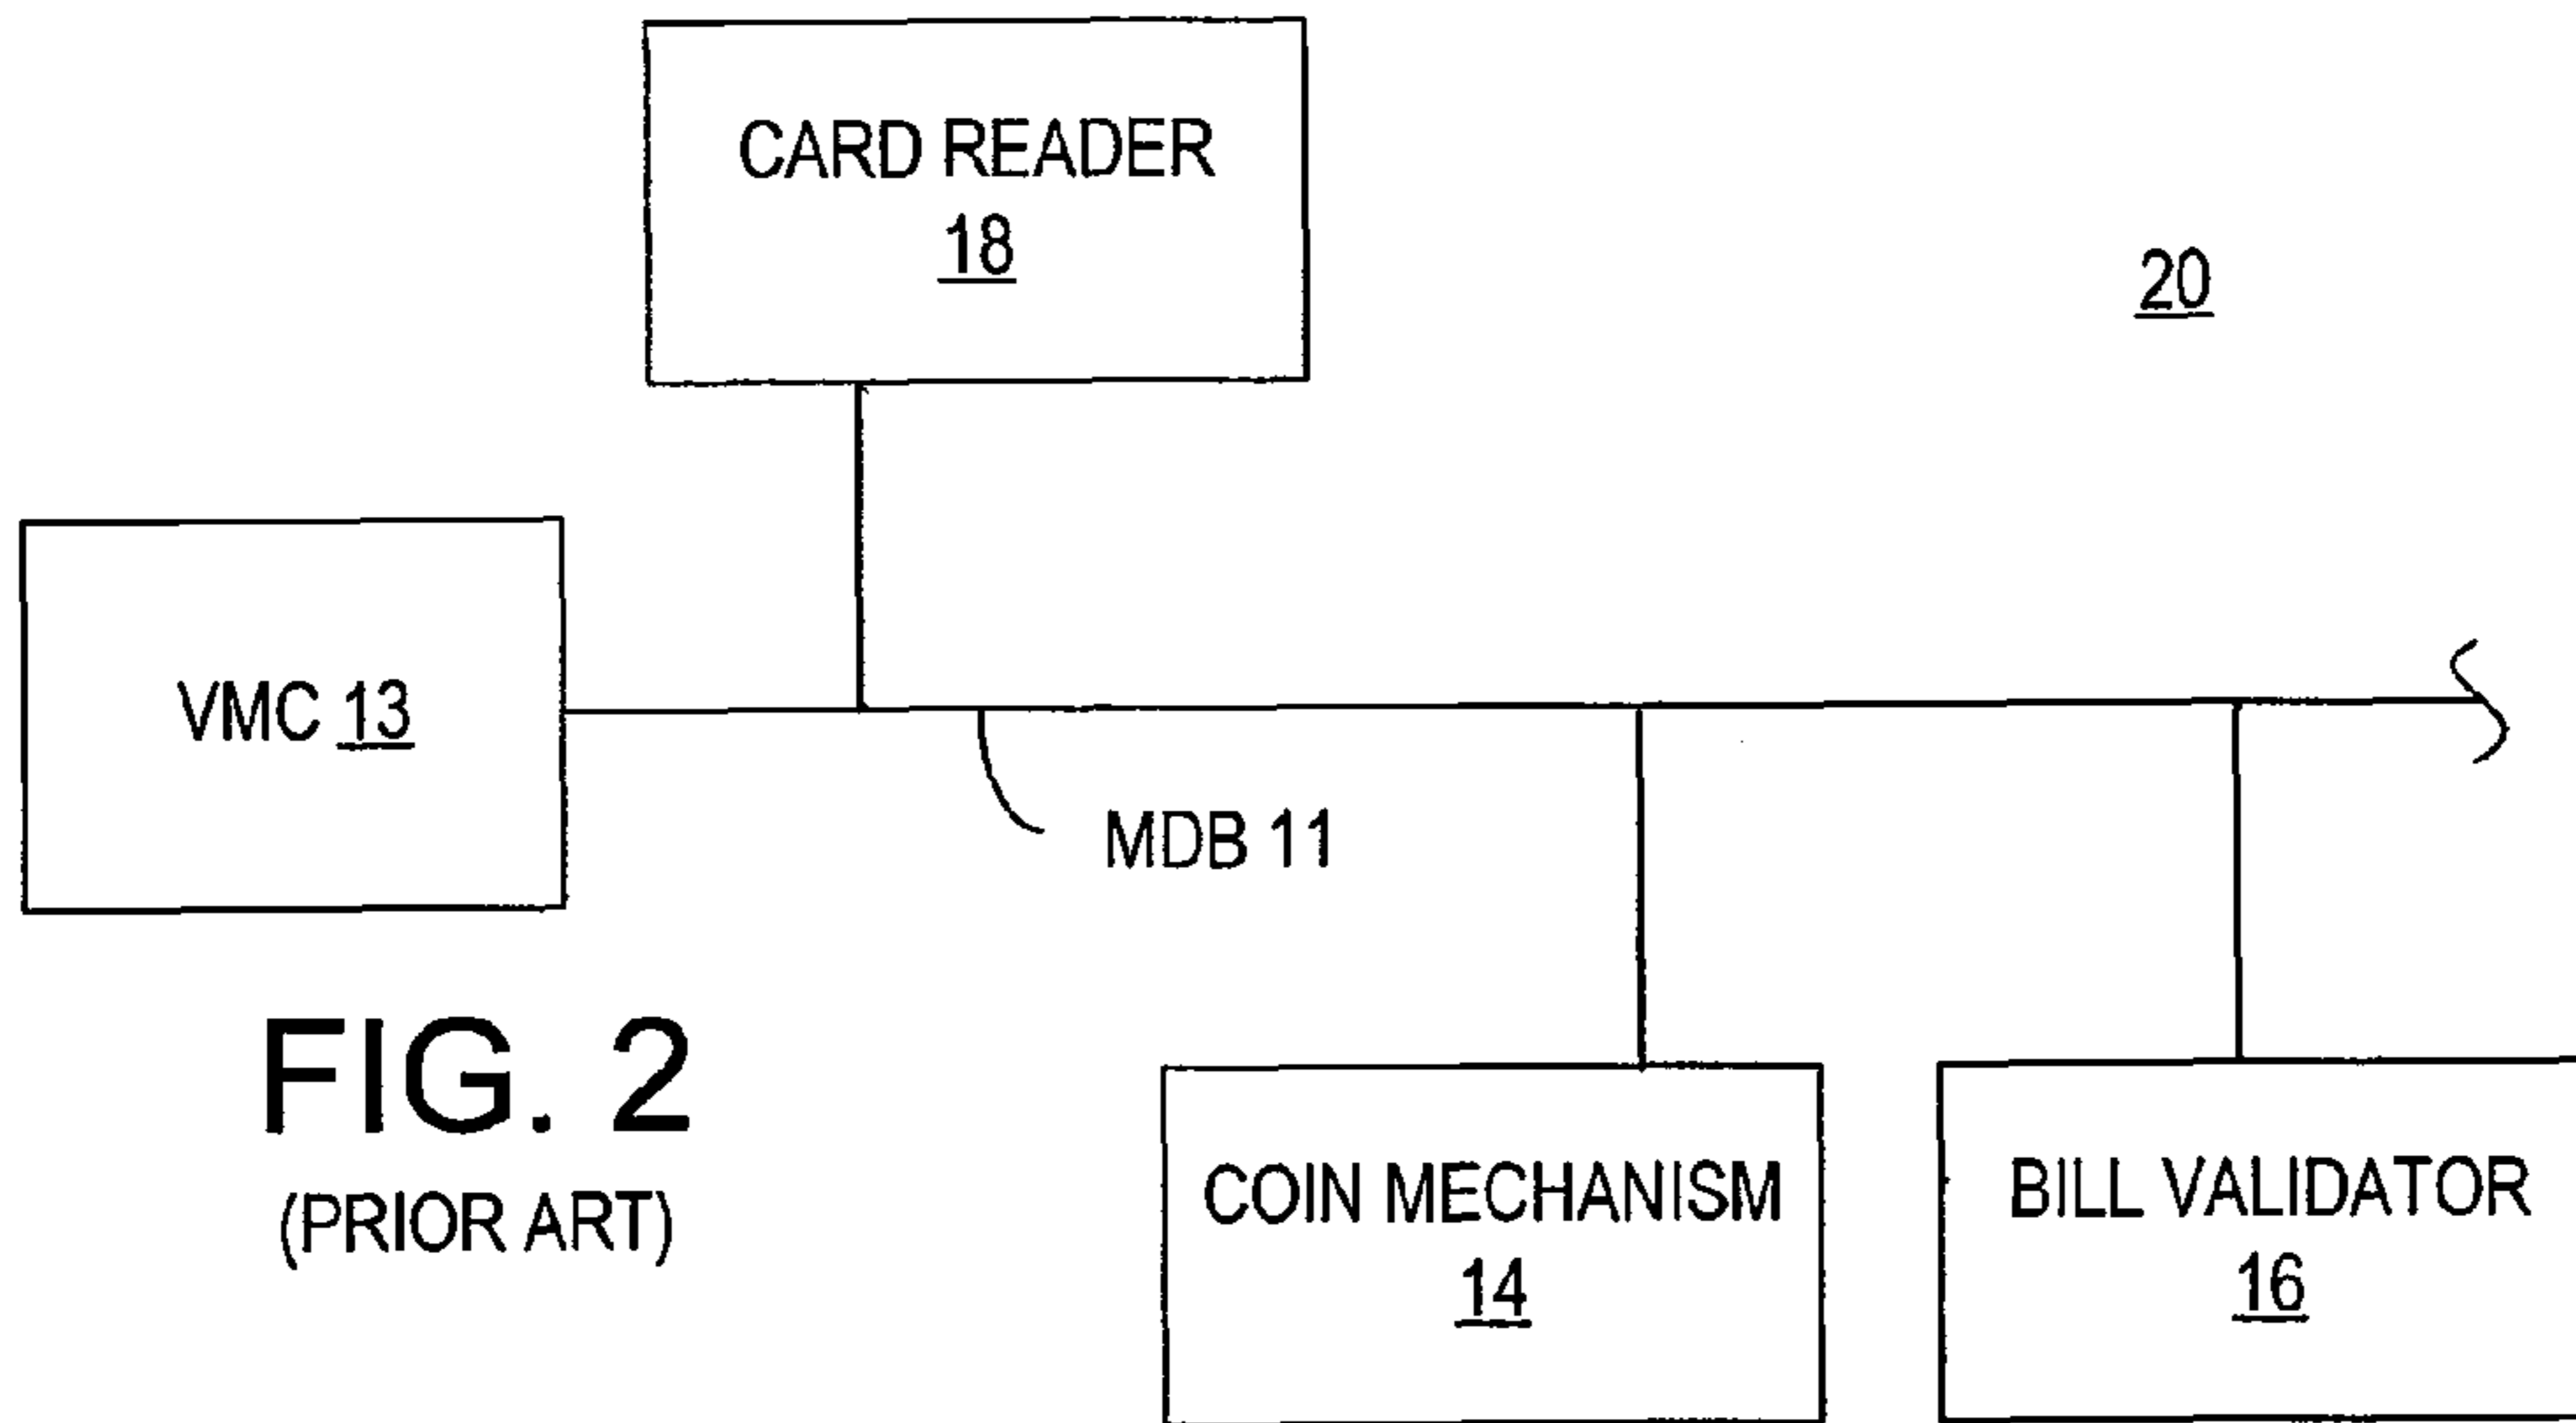 CARD READER
18
20
VMC 13
MDB 11
FIG. 2
(PRIOR ART)
COIN MECHANISM
14
BILL VALIDATOR
16